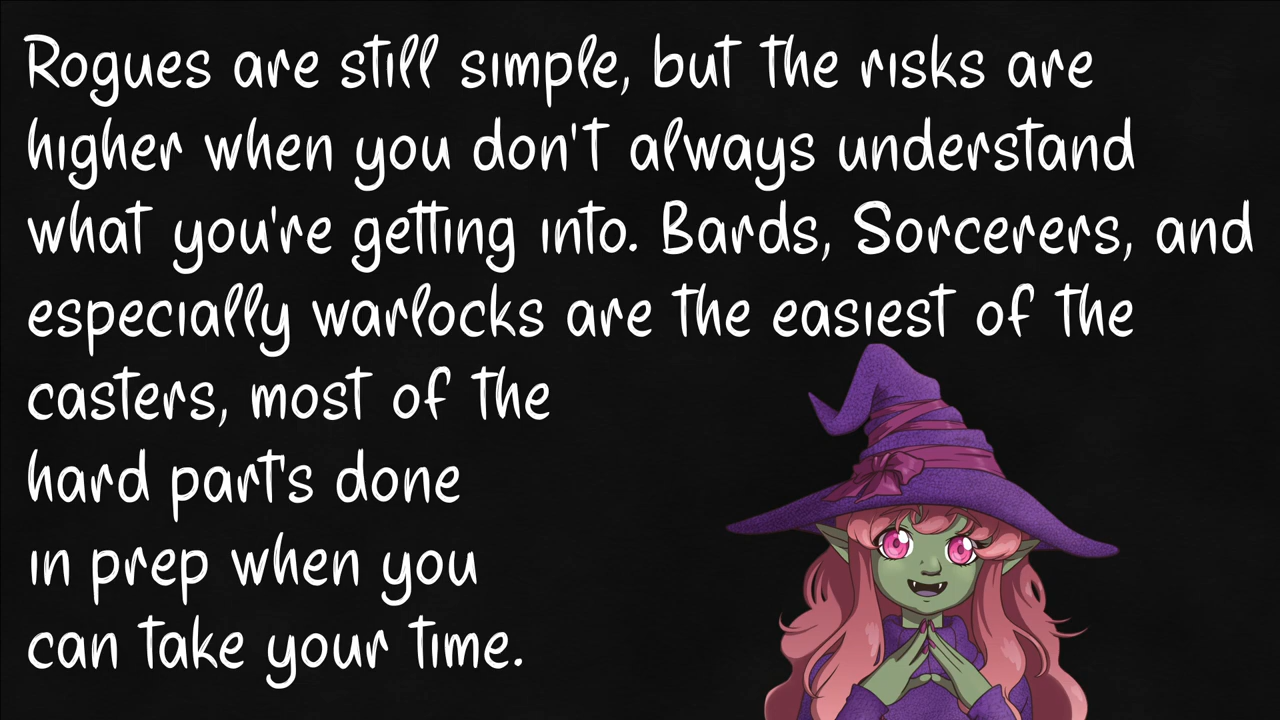 Rogues are still simple, but the risks are
higher when you don't always understand
what you're getting into. Bards, Sorcerers, and
especially warlocks are the easiest of the
casters, most of the
hard part's done
in prep when you
can take your time.